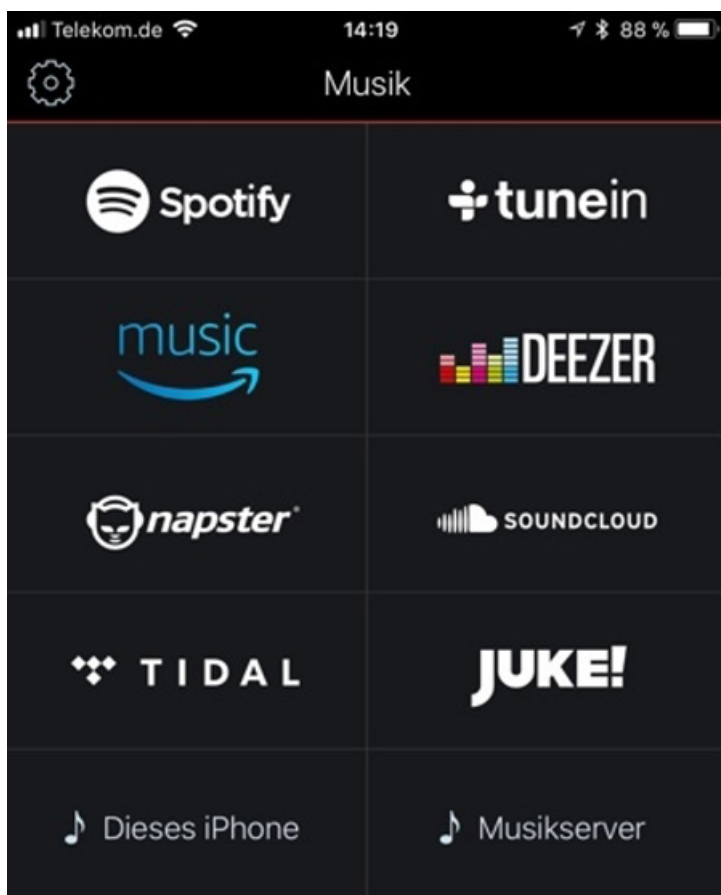 Telekom.de 14:19 88 %
Musik
Spotify tunein
music DEEZER
napster SOUNDCLOUD
TIDAL JUKE!
Dieses iPhone Musikserver